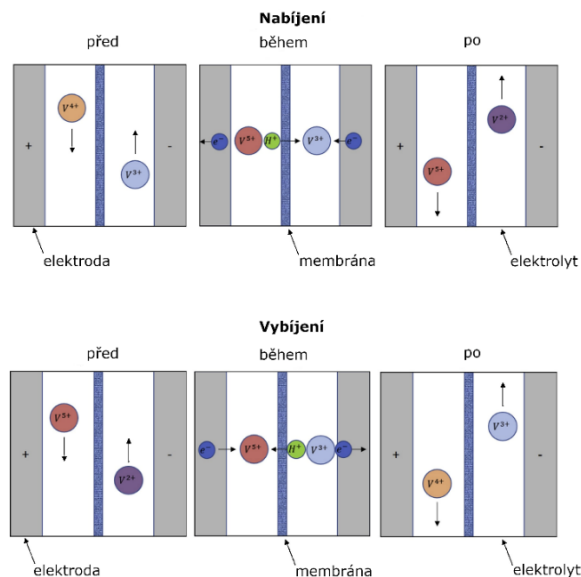 Nabíjení
před během po
+ V⁴⁺ V³⁺ -
e⁻ V⁵⁺ H⁺ V³⁺ e⁻
+ V⁵⁺ V²⁺ -
elektroda membrána elektrolyt
Vybíjení
před během po
+ V⁵⁺ V²⁺ -
e⁻ V⁵⁺ H⁺ V³⁺ e⁻
+ V⁴⁺ V³⁺ -
elektroda membrána elektrolyt